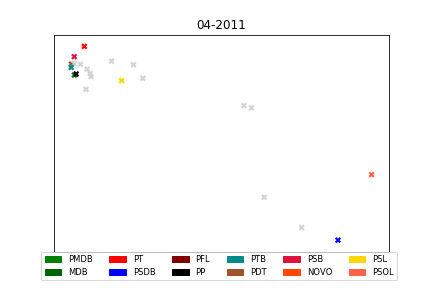 04-2011
PMDB PT PFL PTB PSB PSL
MDB PSDB PP PDT NOVO PSOL